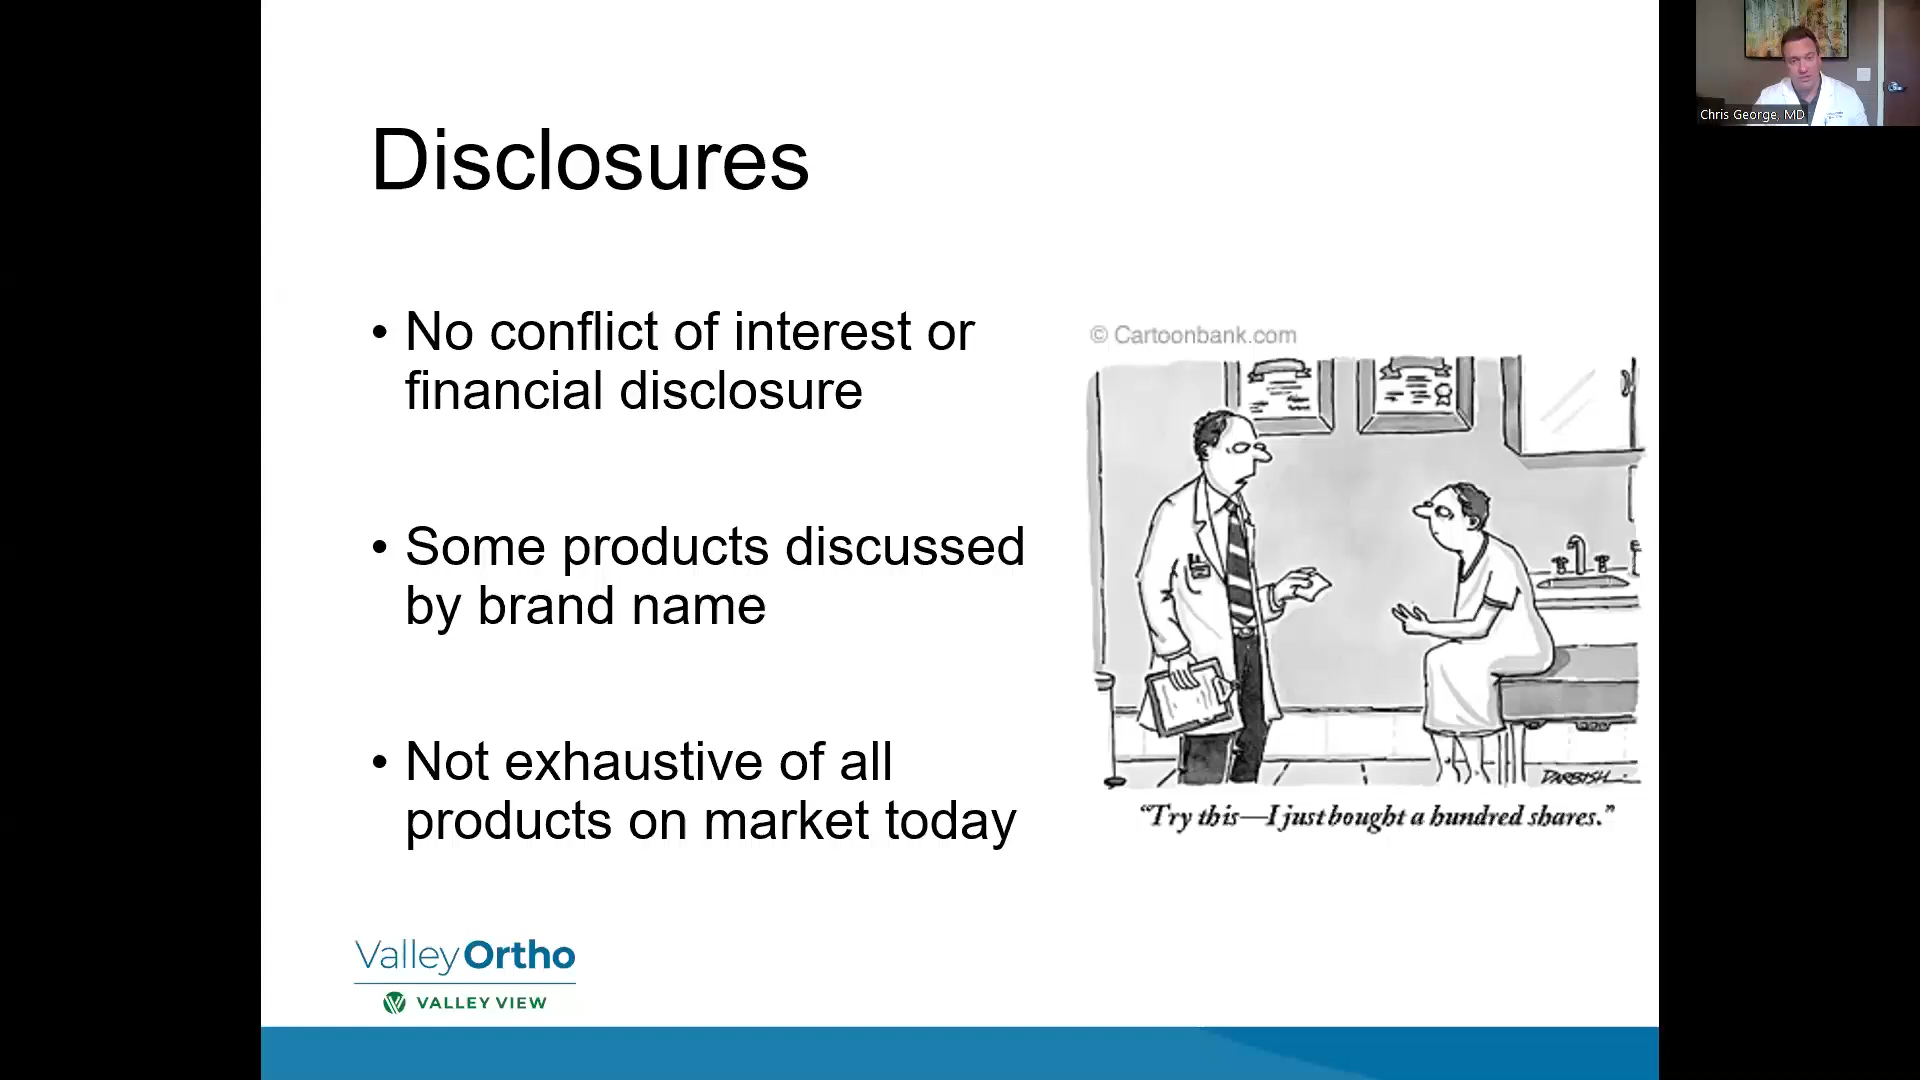 Disclosures
• No conflict of interest or
financial disclosure
• Some products discussed
by brand name
• Not exhaustive of all
products on market today
© Cartoonbank.com
DARBYSHIRE
"Try this—I just bought a hundred shares."
ValleyOrtho
VALLEY VIEW
Chris George, MD